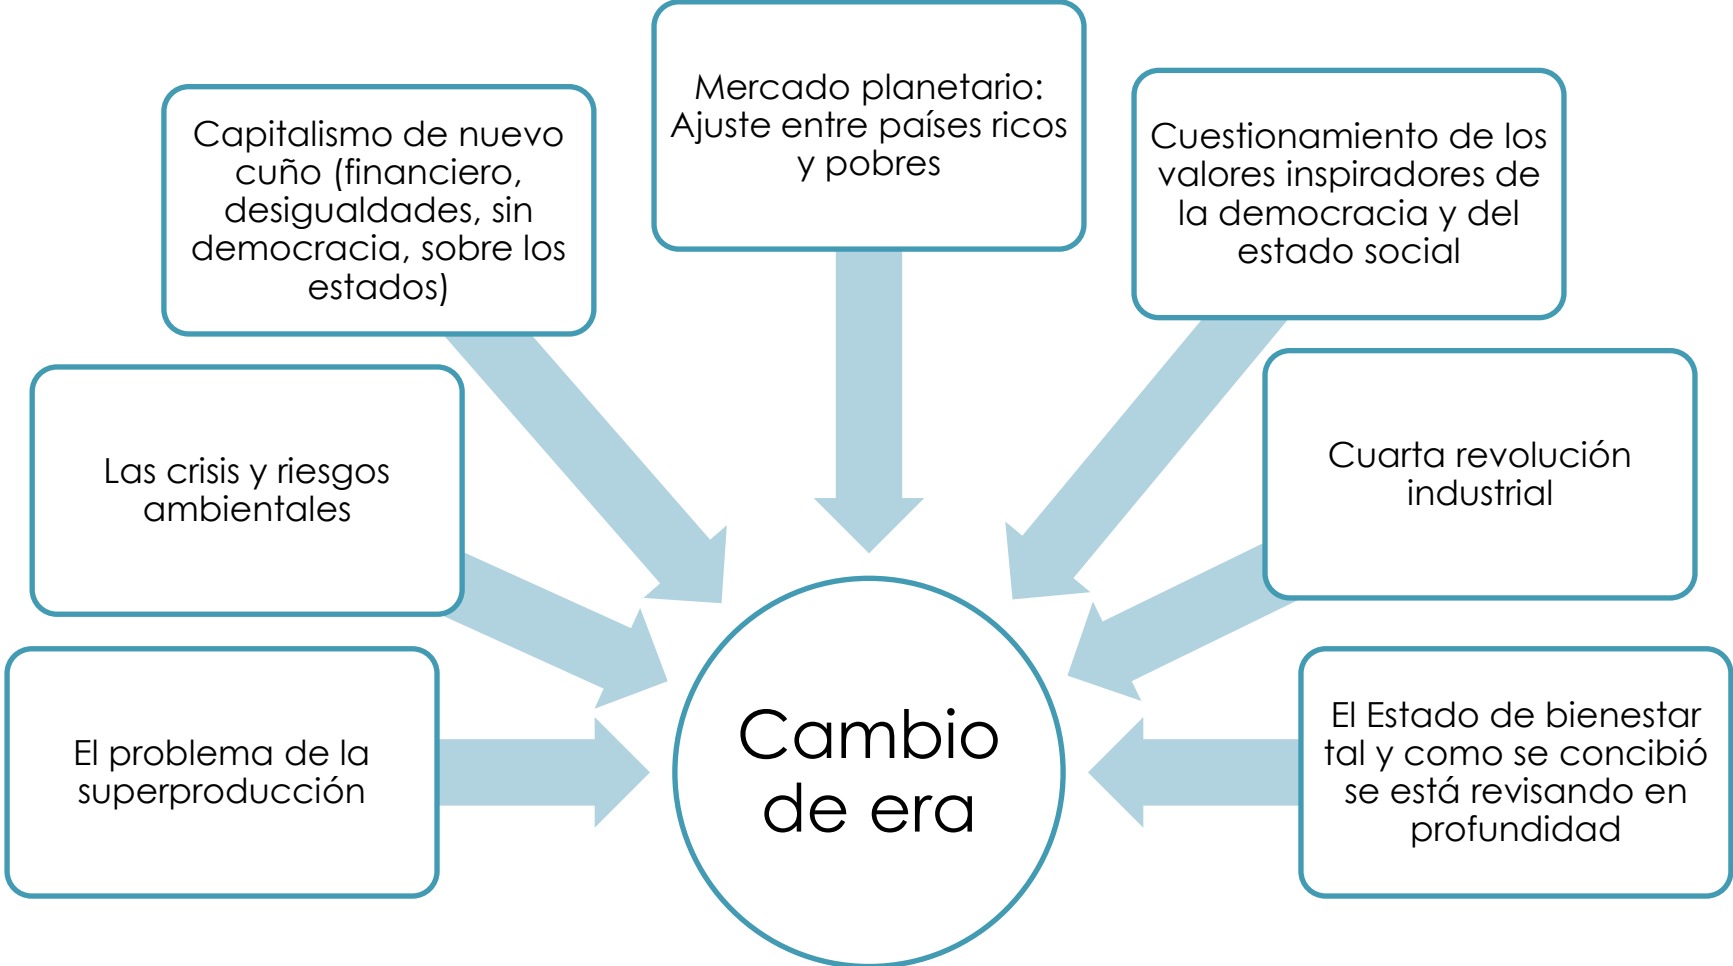 Mercado planetario:
Ajuste entre países ricos
y pobres
Capitalismo de nuevo
cuño (financiero,
desigualdades, sin
democracia, sobre los
estados)
Cuestionamiento de los
valores inspiradores de
la democracia y del
estado social
Las crisis y riesgos
ambientales
Cuarta revolución
industrial
El problema de la
superproducción
El Estado de bienestar
tal y como se concibió
se está revisando en
profundidad
Cambio
de era